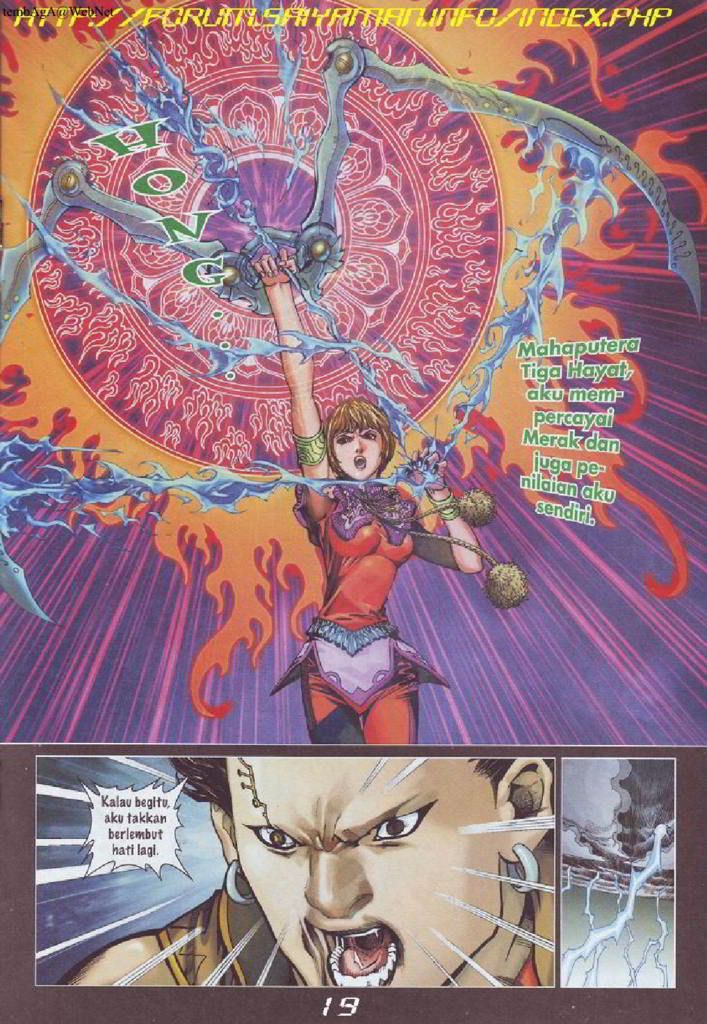 HTTP://FORUM.SAIYAMAN.INFO/INDEX.PHP
tembAgA@WebNet
HONG....
Mahaputera
Tiga Hayat,
aku mem-
percayai
Merak dan
juga pe-
nilaian aku
sendiri.
Kalau begitu,
aku takkan
berlembut
hati lagi.
19